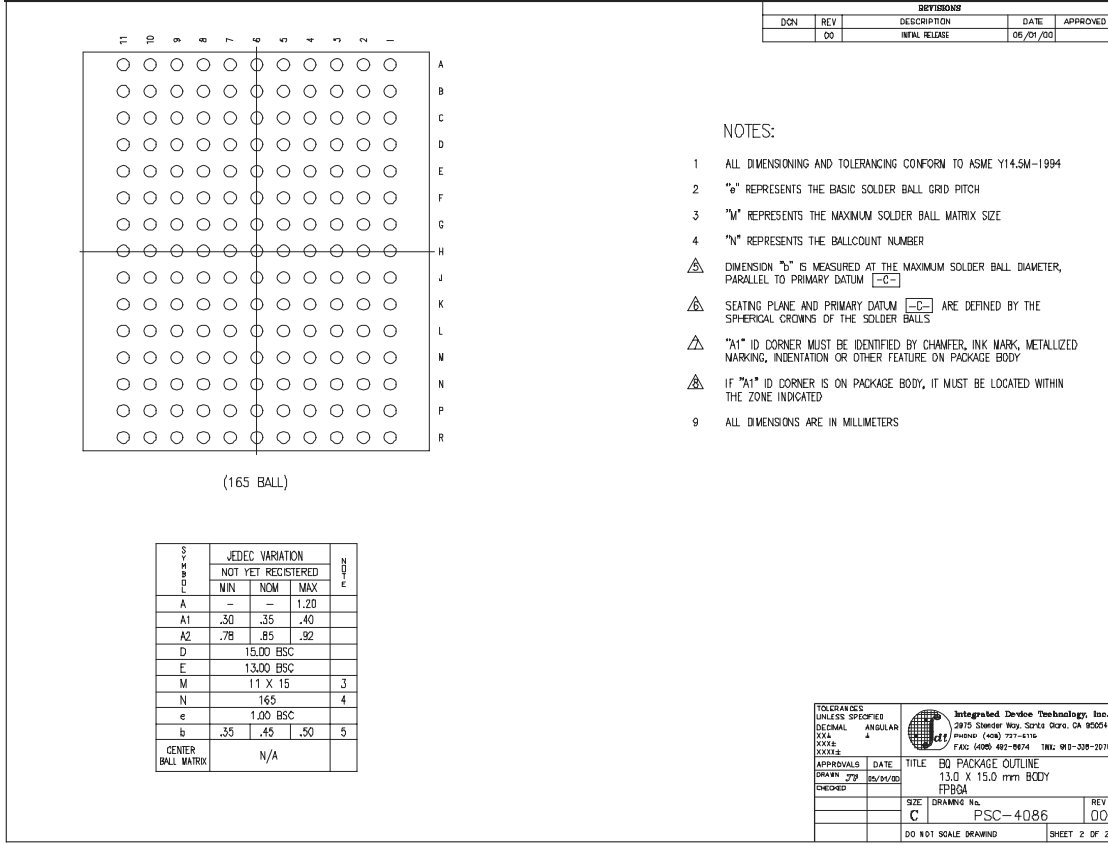 REVISIONS
DCN REV DESCRIPTION DATE APPROVED
00 INITIAL RELEASE 05/01/00
11 10 9 8 7 6 5 4 3 2 1
A
B
C
D
E
F
G
H
J
K
L
M
N
P
R
(165 BALL)
NOTES:
1 ALL DIMENSIONING AND TOLERANCING CONFORM TO ASME Y14.5M-1994
2 "e" REPRESENTS THE BASIC SOLDER BALL GRID PITCH
3 "M" REPRESENTS THE MAXIMUM SOLDER BALL MATRIX SIZE
4 "N" REPRESENTS THE BALLCOUNT NUMBER
5 DIMENSION "b" IS MEASURED AT THE MAXIMUM SOLDER BALL DIAMETER,
PARALLEL TO PRIMARY DATUM -C-
6 SEATING PLANE AND PRIMARY DATUM -C- ARE DEFINED BY THE
SPHERICAL CROWNS OF THE SOLDER BALLS
7 "A1" ID CORNER MUST BE IDENTIFIED BY CHAMFER, INK MARK, METALLIZED
MARKING, INDENTATION OR OTHER FEATURE ON PACKAGE BODY
8 IF "A1" ID CORNER IS ON PACKAGE BODY, IT MUST BE LOCATED WITHIN
THE ZONE INDICATED
9 ALL DIMENSIONS ARE IN MILLIMETERS
SYMBOL JEDEC VARIATION NOTE
NOT YET REGISTERED
MIN NOM MAX
A – – 1.20
A1 .30 .35 .40
A2 .78 .85 .92
D 15.00 BSC
E 13.00 BSC
M 11 X 15 3
N 165 4
e 1.00 BSC
b .35 .45 .50 5
CENTER
BALL MATRIX N/A
TOLERANCES
UNLESS SPECIFIED
DECIMAL ANGULAR
XX± ±
XXX±
XXXX±
idt
Integrated Device Technology, Inc.
2975 Stender Way, Santa Clara, CA 95054
PHONE: (408) 727-6116
FAX: (408) 492-8674 TWX: 910-338-2070
APPROVALS DATE
DRAWN 05/01/00
CHECKED
TITLE BQ PACKAGE OUTLINE
13.0 X 15.0 mm BODY
FPBGA
SIZE DRAWING No. REV
C PSC-4086 00
DO NOT SCALE DRAWING SHEET 2 OF 2